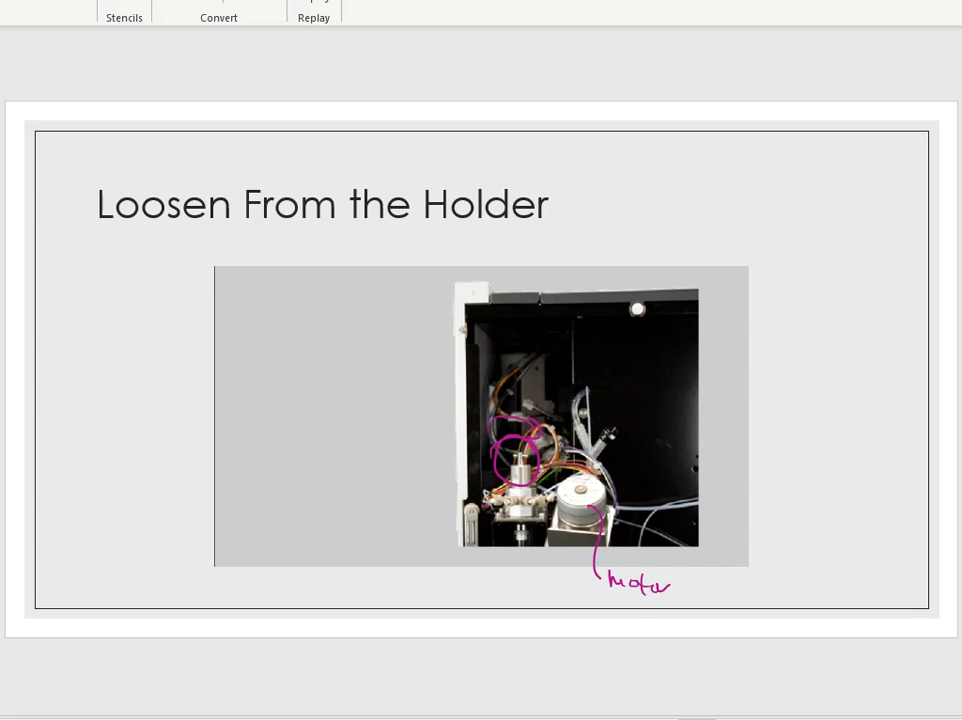 Stencils Convert Replay
Loosen From the Holder
motor